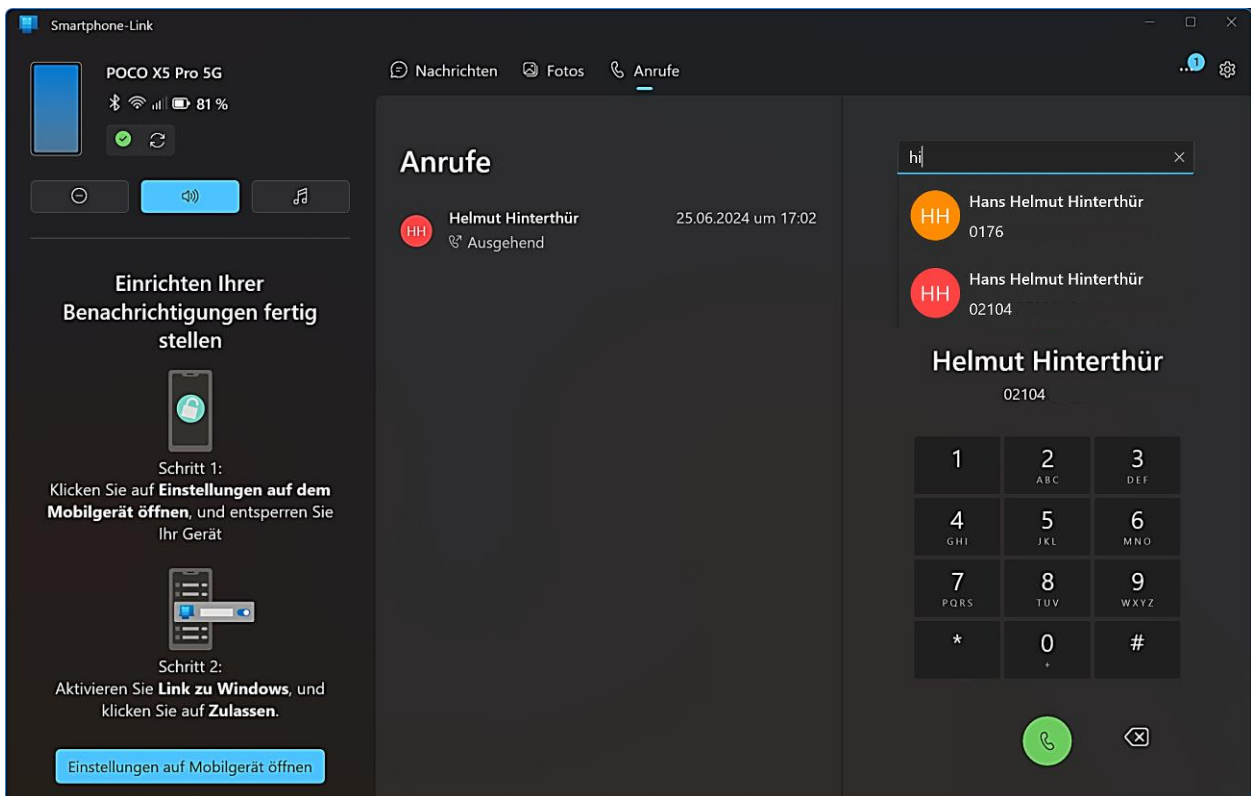 Smartphone-Link
POCO X5 Pro 5G
81 %
Einrichten Ihrer
Benachrichtigungen fertig
stellen
Schritt 1:
Klicken Sie auf Einstellungen auf dem
Mobilgerät öffnen, und entsperren Sie
Ihr Gerät
Schritt 2:
Aktivieren Sie Link zu Windows, und
klicken Sie auf Zulassen.
Einstellungen auf Mobilgerät öffnen
Nachrichten Fotos Anrufe
1
Anrufe
HH
Helmut Hinterthür 25.06.2024 um 17:02
Ausgehend
hi
HH
Hans Helmut Hinterthür
0176
HH
Hans Helmut Hinterthür
02104
Helmut Hinterthür
02104
1 2 3
ABC DEF
4 5 6
GHI JKL MNO
7 8 9
PQRS TUV WXYZ
* 0 #
+